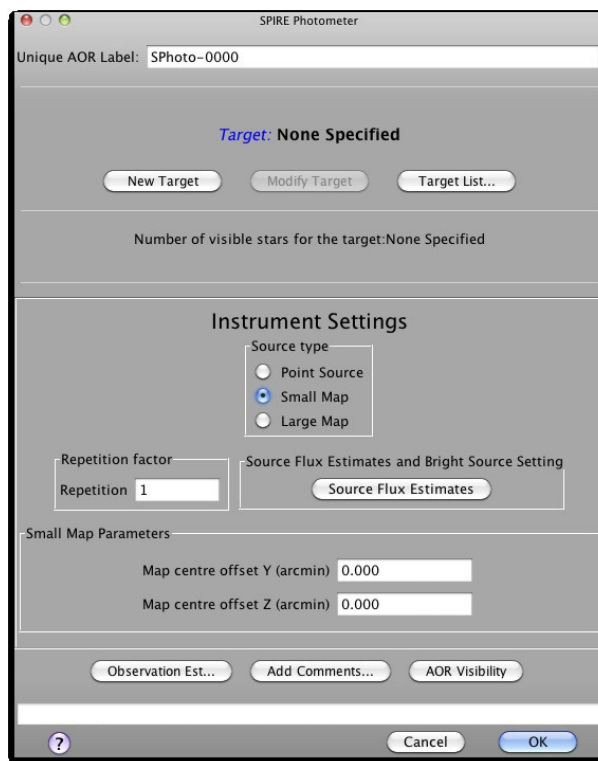 SPIRE Photometer
Unique AOR Label: SPhoto-0000
Target: None Specified
New Target Modify Target Target List...
Number of visible stars for the target:None Specified
Instrument Settings
Source type
Point Source
Small Map
Large Map
Repetition factor
Repetition 1
Source Flux Estimates and Bright Source Setting
Source Flux Estimates
Small Map Parameters
Map centre offset Y (arcmin) 0.000
Map centre offset Z (arcmin) 0.000
Observation Est... Add Comments... AOR Visibility
? Cancel OK